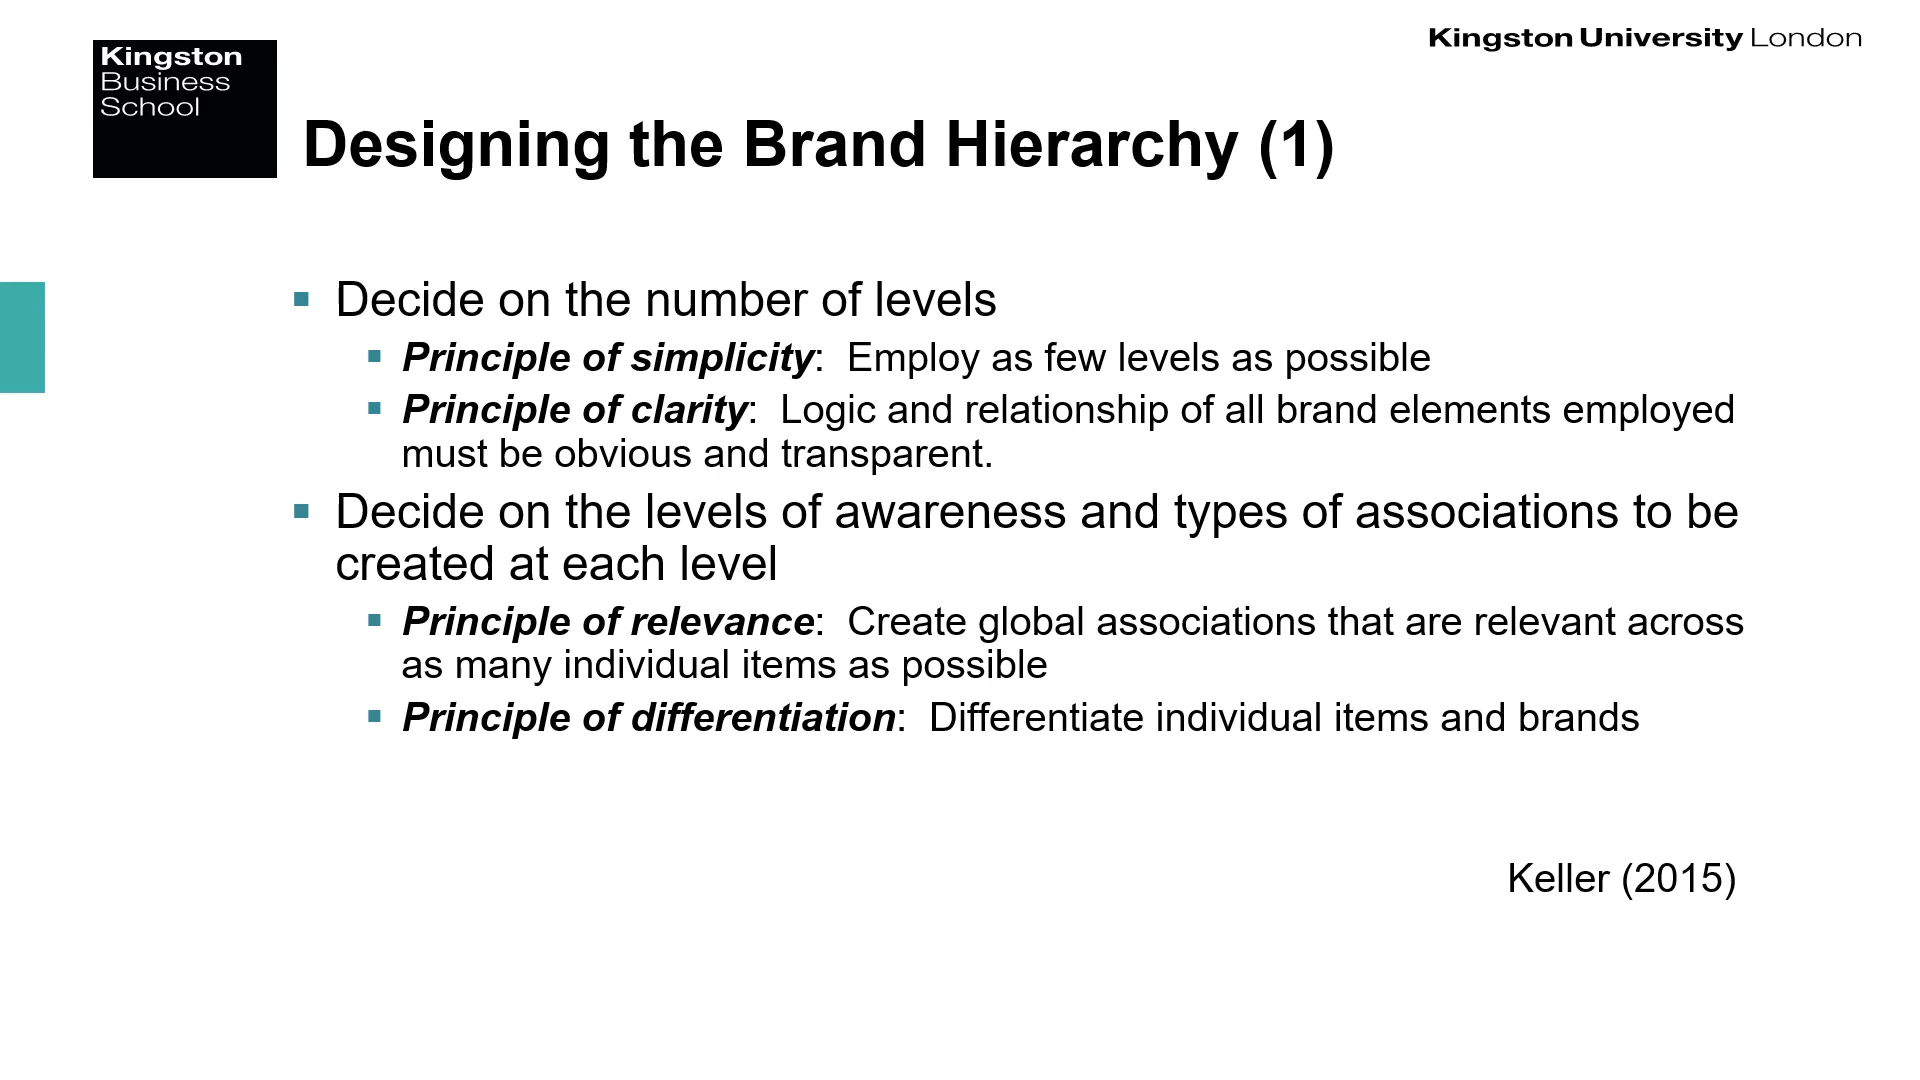 Kingston University London
Kingston
Business
School
Designing the Brand Hierarchy (1)
Decide on the number of levels
Principle of simplicity: Employ as few levels as possible
Principle of clarity: Logic and relationship of all brand elements employed
must be obvious and transparent.
Decide on the levels of awareness and types of associations to be
created at each level
Principle of relevance: Create global associations that are relevant across
as many individual items as possible
Principle of differentiation: Differentiate individual items and brands
Keller (2015)